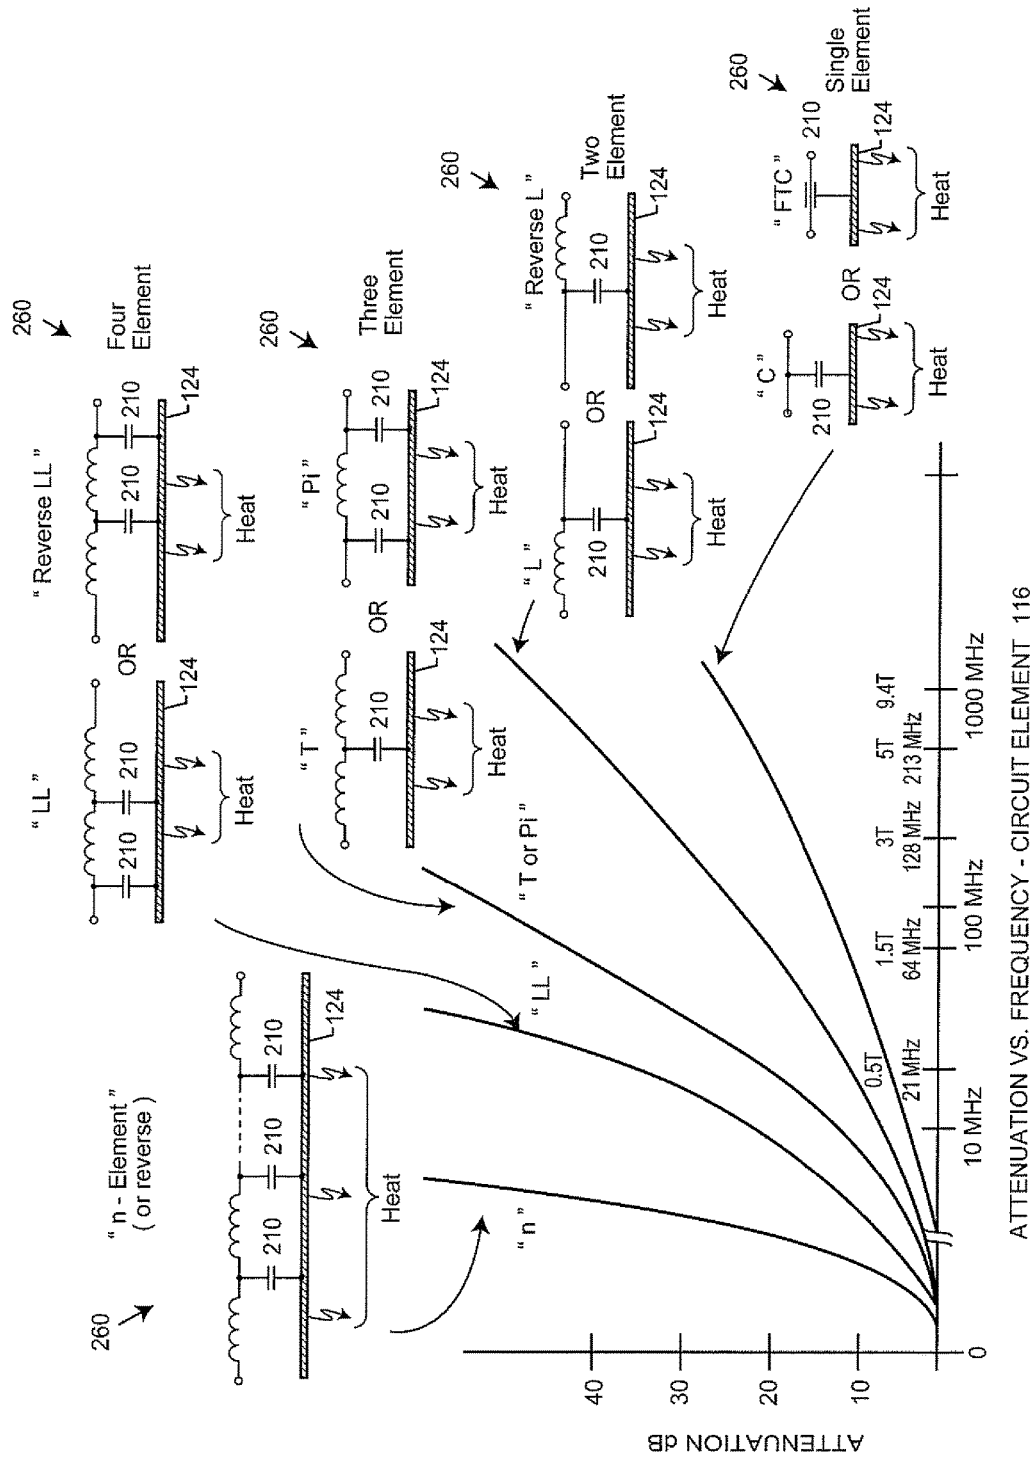 260
“ n - Element ”
( or reverse )
210
210
210
124
Heat
“ LL ”
210
210
124
Heat
OR
“ Reverse LL ”
210
210
124
Heat
Four
Element
260
“ T ”
210
124
Heat
OR
“ Pi ”
210
210
124
Heat
Three
Element
260
“ L ”
210
124
Heat
OR
“ Reverse L ”
210
124
Heat
Two
Element
260
“ C ”
210
124
Heat
OR
“ FTC ”
210
124
Heat
Single
Element
260
“ n ”
“ LL ”
“ T or Pi ”
ATTENUATION dB
40
30
20
10
0
0.5T
1.5T
3T
5T
9.4T
21 MHz
64 MHz
128 MHz
213 MHz
10 MHz
100 MHz
1000 MHz
ATTENUATION VS. FREQUENCY - CIRCUIT ELEMENT 116